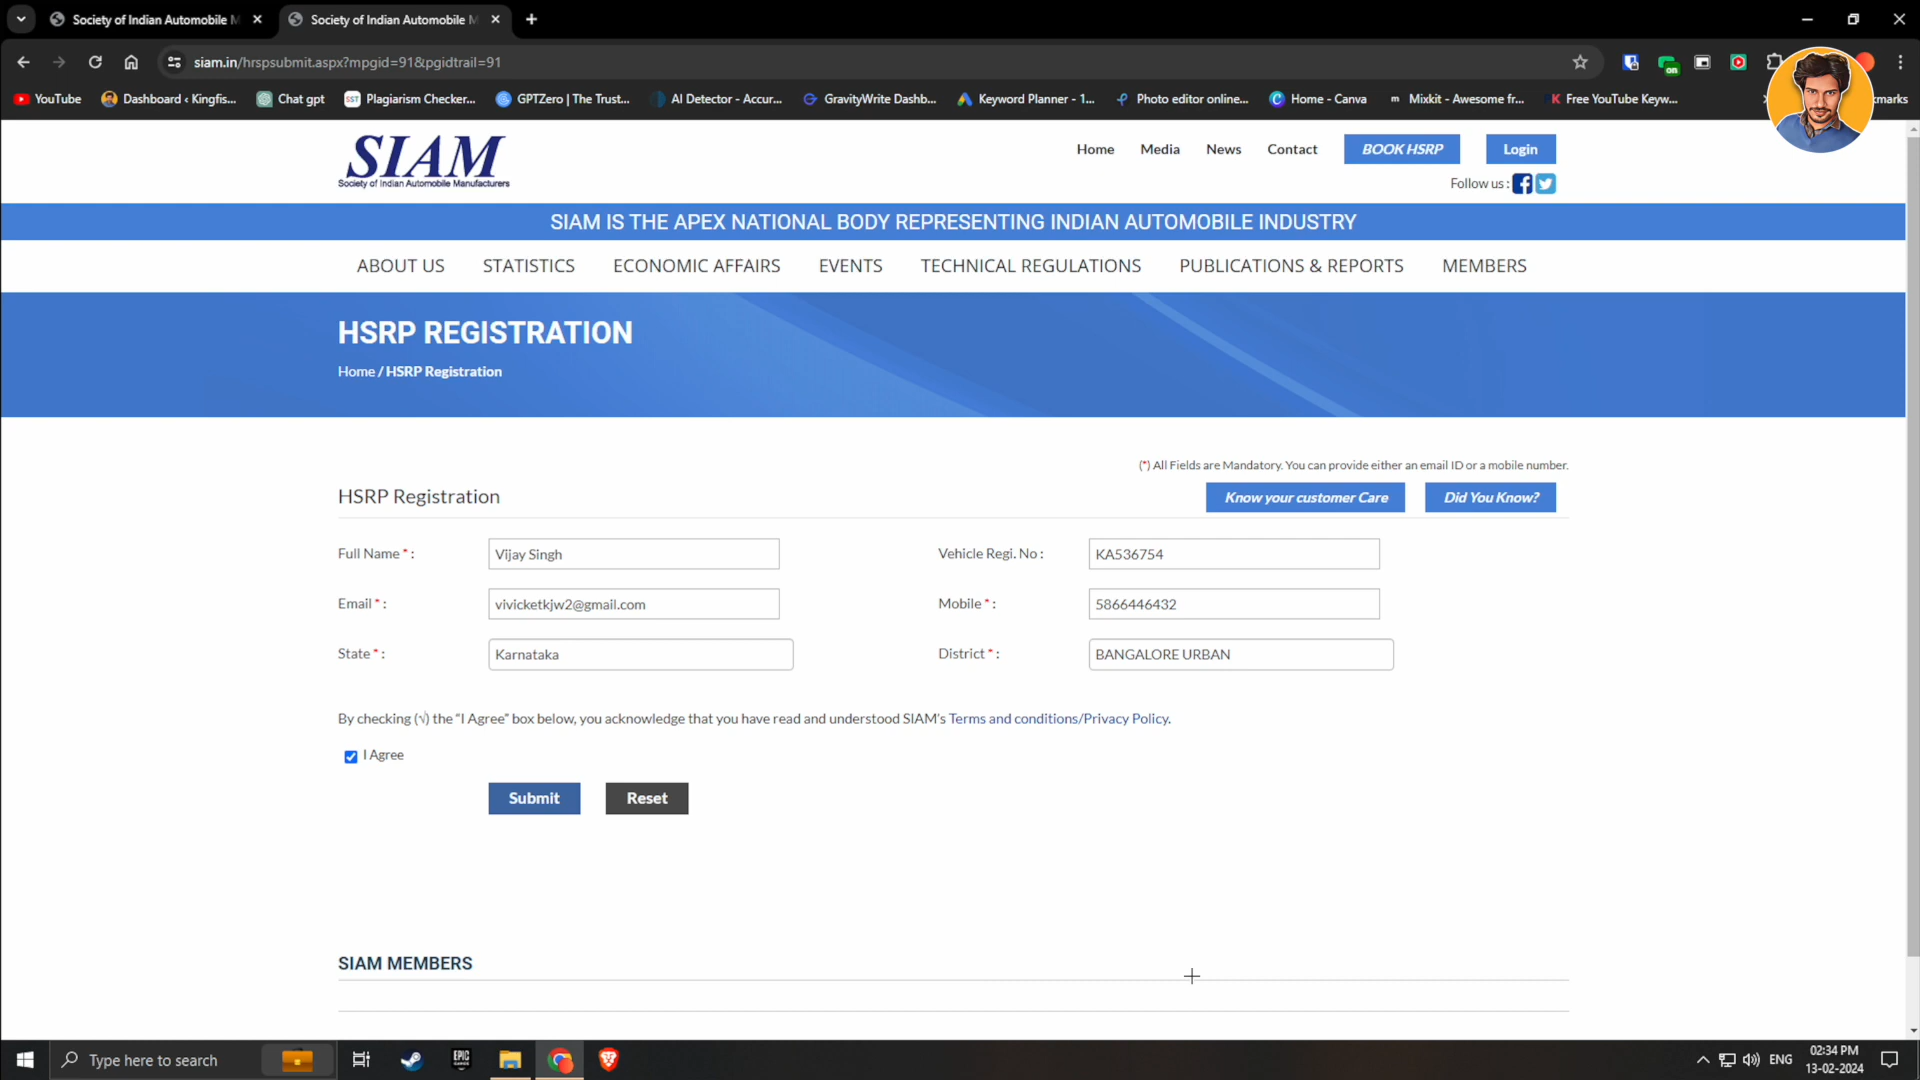 Society of Indian Automobile M
Society of Indian Automobile M
siam.in/hrspsubmit.aspx?mpgid=91&pgidtrail=91
on
YouTube
Dashboard ‹ Kingfis...
Chat gpt
SST
Plagiarism Checker...
GPTZero | The Trust...
AI Detector - Accur...
GravityWrite Dashb...
Keyword Planner - 1...
Photo editor online...
Home - Canva
m
Mixkit - Awesome fr...
K
Free YouTube Keyw...
kmarks
SIAM
Society of Indian Automobile Manufacturers
Home
Media
News
Contact
BOOK HSRP
Login
Follow us :
SIAM IS THE APEX NATIONAL BODY REPRESENTING INDIAN AUTOMOBILE INDUSTRY
ABOUT US
STATISTICS
ECONOMIC AFFAIRS
EVENTS
TECHNICAL REGULATIONS
PUBLICATIONS & REPORTS
MEMBERS
HSRP REGISTRATION
Home / HSRP Registration
(*) All Fields are Mandatory. You can provide either an email ID or a mobile number.
HSRP Registration
Know your customer Care
Did You Know?
Full Name * :
Vijay Singh
Vehicle Regi. No :
KA536754
Email * :
vivicketkjw2@gmail.com
Mobile * :
5866446432
State * :
Karnataka
District * :
BANGALORE URBAN
By checking (√) the “I Agree” box below, you acknowledge that you have read and understood SIAM’s Terms and conditions/Privacy Policy.
I Agree
Submit
Reset
SIAM MEMBERS
Type here to search
EPIC
ENG
02:34 PM
13-02-2024